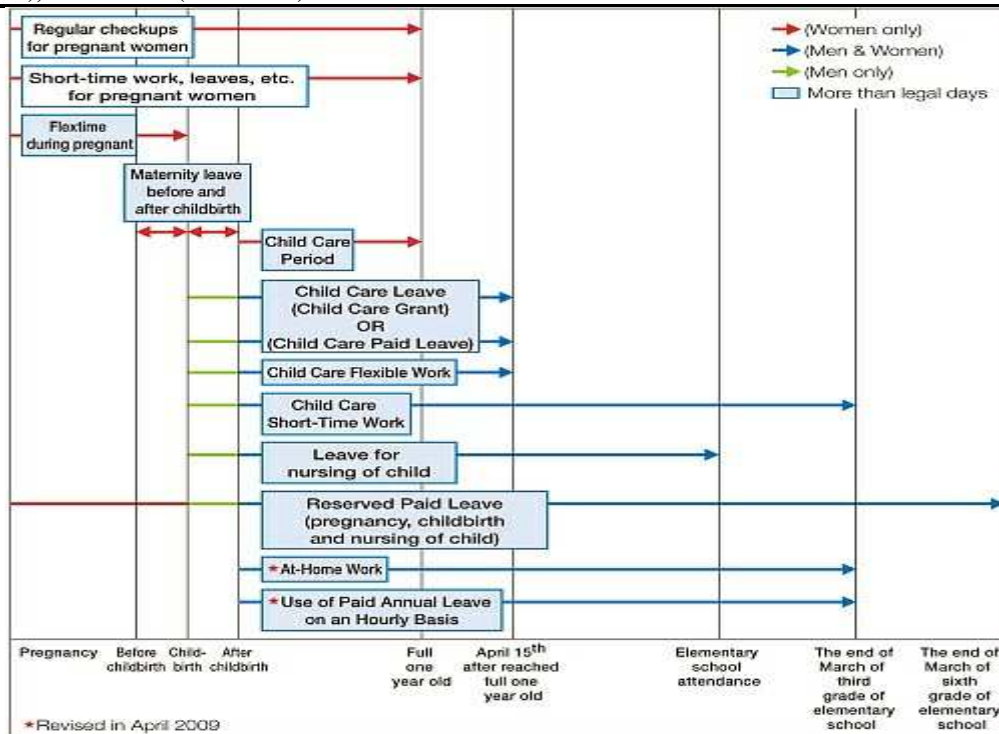 Regular checkups
for pregnant women
(Women only)
(Men & Women)
(Men only)
More than legal days
Short-time work, leaves, etc.
for pregnant women
Flextime
during pregnant
Maternity leave
before and
after childbirth
Child Care
Period
Child Care Leave
(Child Care Grant)
OR
(Child Care Paid Leave)
Child Care Flexible Work
Child Care
Short-Time Work
Leave for
nursing of child
Reserved Paid Leave
(pregnancy, childbirth
and nursing of child)
*At-Home Work
*Use of Paid Annual Leave
on an Hourly Basis
Pregnancy
Before
childbirth
Child-
birth
After
childbirth
Full
one
year old
April 15th
after reached
full one
year old
Elementary
school
attendance
The end of
March of
third
grade of
elementary
school
The end of
March of
sixth
grade of
elementary
school
*Revised in April 2009